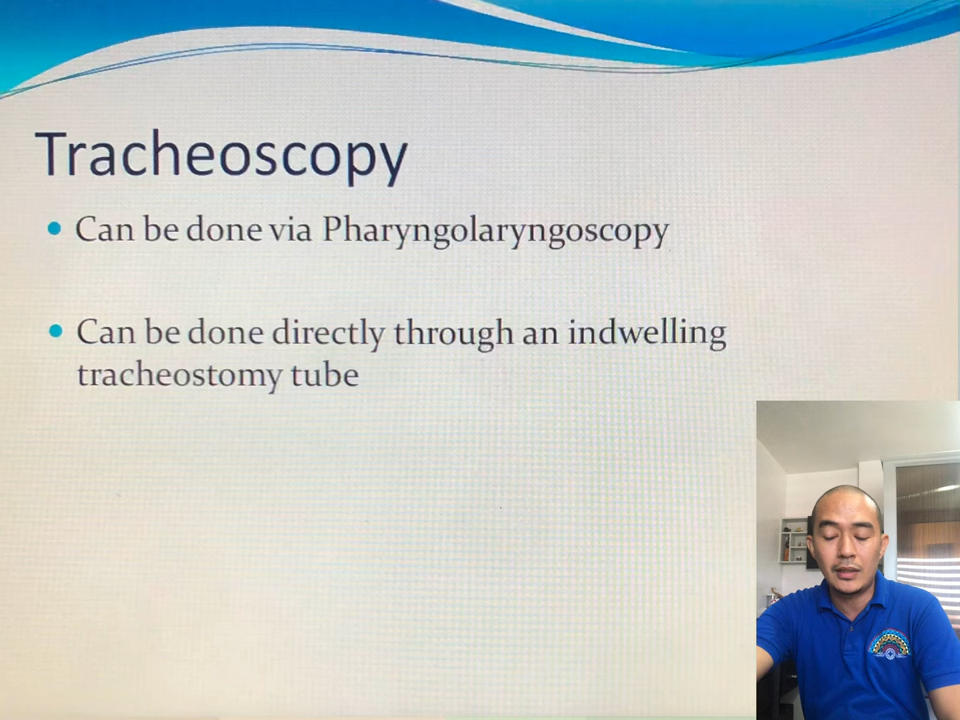 Tracheoscopy
Can be done via Pharyngolaryngoscopy
Can be done directly through an indwelling
tracheostomy tube